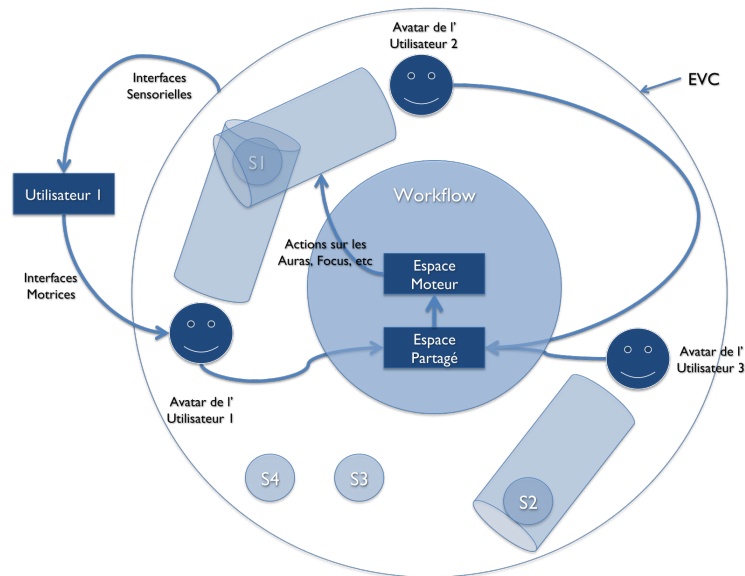 Avatar de l'
Utilisateur 2
Interfaces
Sensorielles
EVC
S1
Utilisateur 1
Workflow
Actions sur les
Auras, Focus, etc
Espace
Moteur
Interfaces
Motrices
Espace
Partagé
Avatar de l'
Utilisateur 3
Avatar de l'
Utilisateur 1
S4
S3
S2